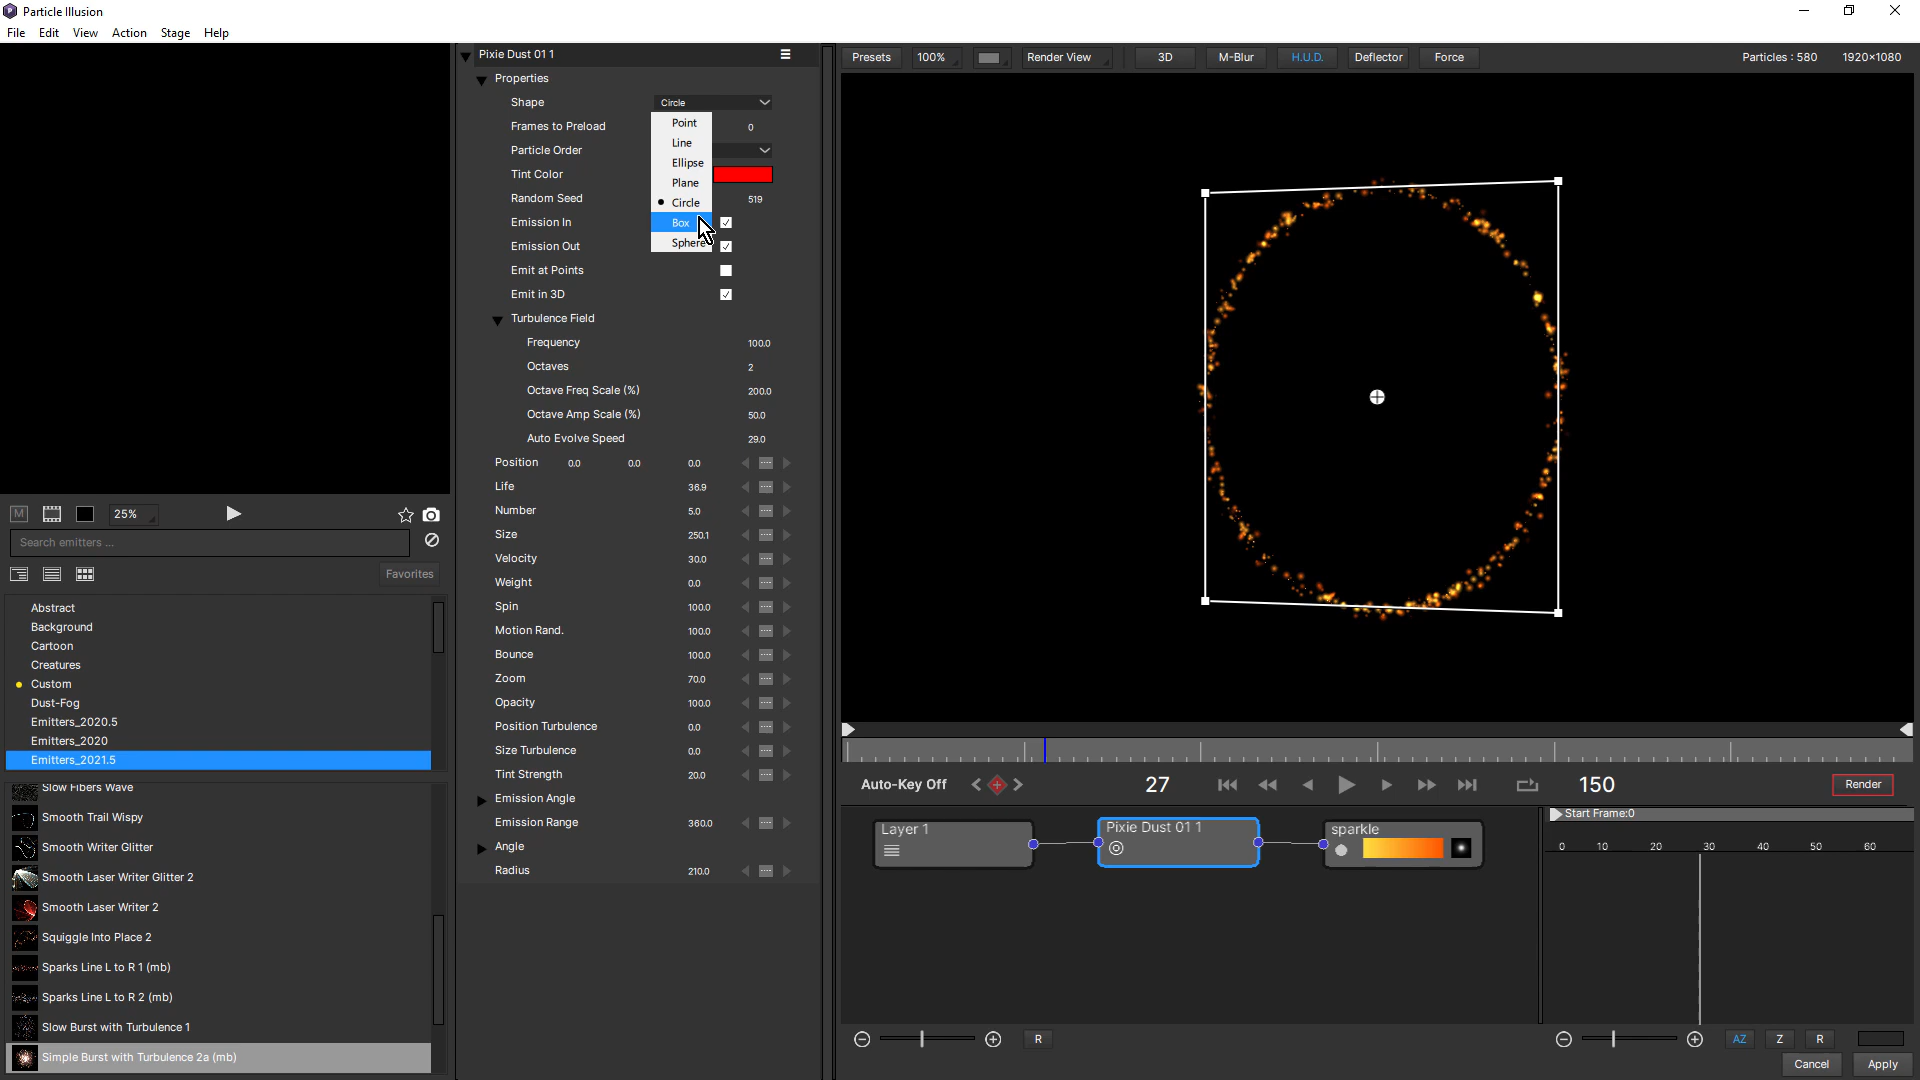 Particle Illusion
File Edit View Action Stage Help
Pixie Dust 01 1
Properties
Shape Circle
Frames to Preload 0
Particle Order
Tint Color
Random Seed 519
Emission In
Emission Out
Emit at Points
Emit in 3D
Point
Line
Ellipse
Plane
Circle
Box
Sphere
Turbulence Field
Frequency 100.0
Octaves 2
Octave Freq Scale (%) 200.0
Octave Amp Scale (%) 50.0
Auto Evolve Speed 29.0
Position 0.0 0.0 0.0
Life 36.9
Number 5.0
Size 250.1
Velocity 30.0
Weight 0.0
Spin 100.0
Motion Rand. 100.0
Bounce 100.0
Zoom 70.0
Opacity 100.0
Position Turbulence 0.0
Size Turbulence 0.0
Tint Strength 20.0
Emission Angle
Emission Range 360.0
Angle
Radius 210.0
Presets 100% Render View 3D M-Blur H.U.D. Deflector Force Particles : 580 1920×1080
M 25%
Search emitters ...
Favorites
Abstract
Background
Cartoon
Creatures
Custom
Dust-Fog
Emitters_2020.5
Emitters_2020
Emitters_2021.5
Slow Fibers Wave
Smooth Trail Wispy
Smooth Writer Glitter
Smooth Laser Writer Glitter 2
Smooth Laser Writer 2
Squiggle Into Place 2
Sparks Line L to R 1 (mb)
Sparks Line L to R 2 (mb)
Slow Burst with Turbulence 1
Simple Burst with Turbulence 2a (mb)
Auto-Key Off 27 150 Render
Layer 1
Pixie Dust 01 1
sparkle
Start Frame:0
0 10 20 30 40 50 60
R AZ Z R
Cancel Apply